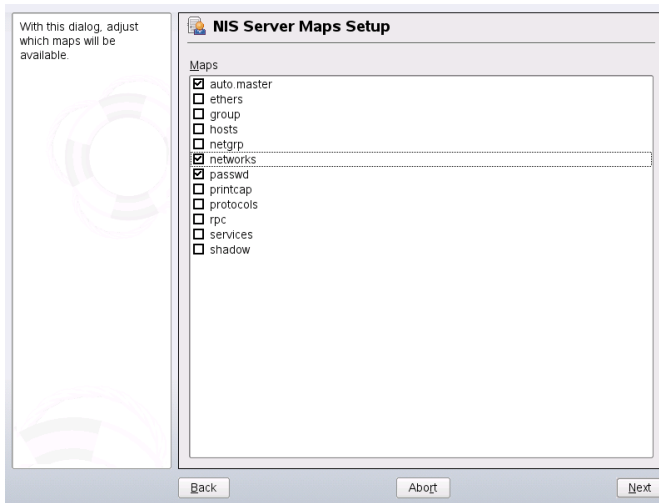 With this dialog, adjust
which maps will be
available.
NIS Server Maps Setup
Maps
auto.master
ethers
group
hosts
netgrp
networks
passwd
printcap
protocols
rpc
services
shadow
Back
Abort
Next